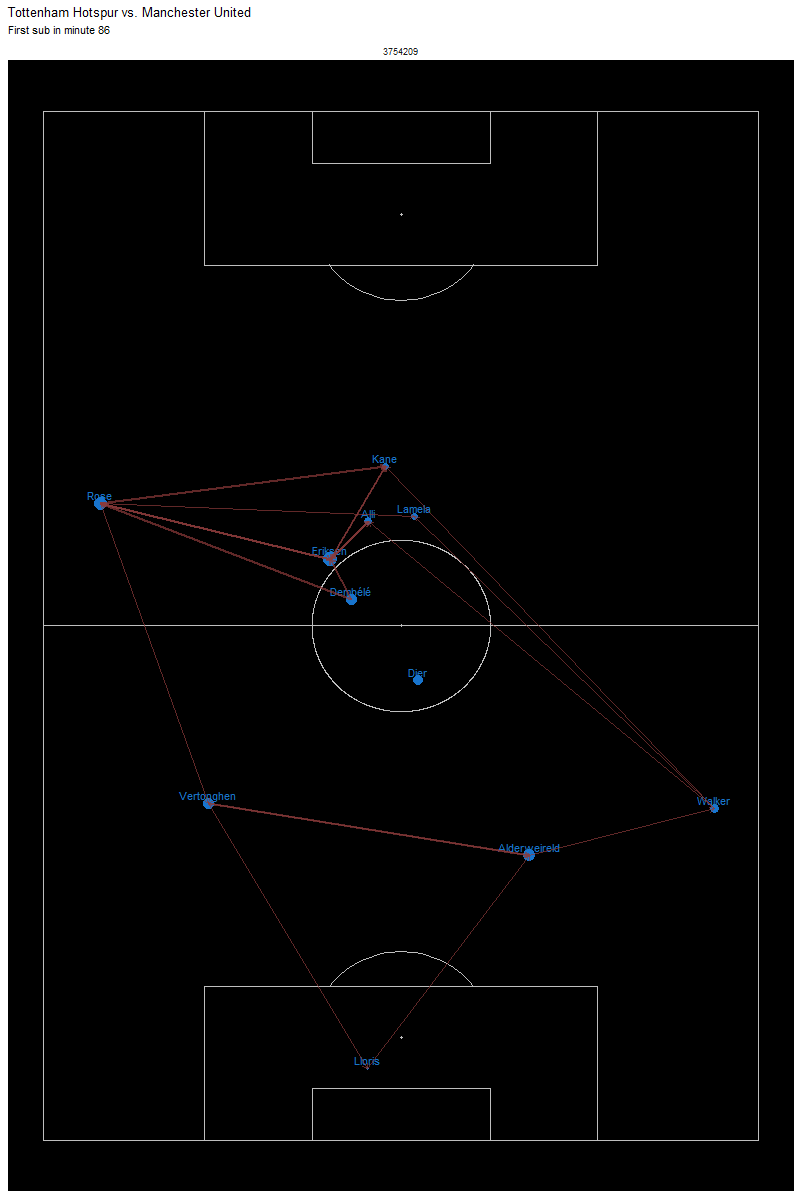 Tottenham Hotspur vs. Manchester United
First sub in minute 86
3754209
Kane
Rose
Lamela
Alli
Eriksen
Dembélé
Dier
Vertonghen
Walker
Alderweireld
Lloris